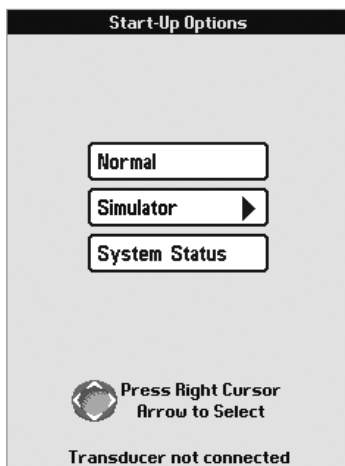 Start-Up Options
Normal
Simulator
System Status
Press Right Cursor
Arrow to Select
Transducer not connected